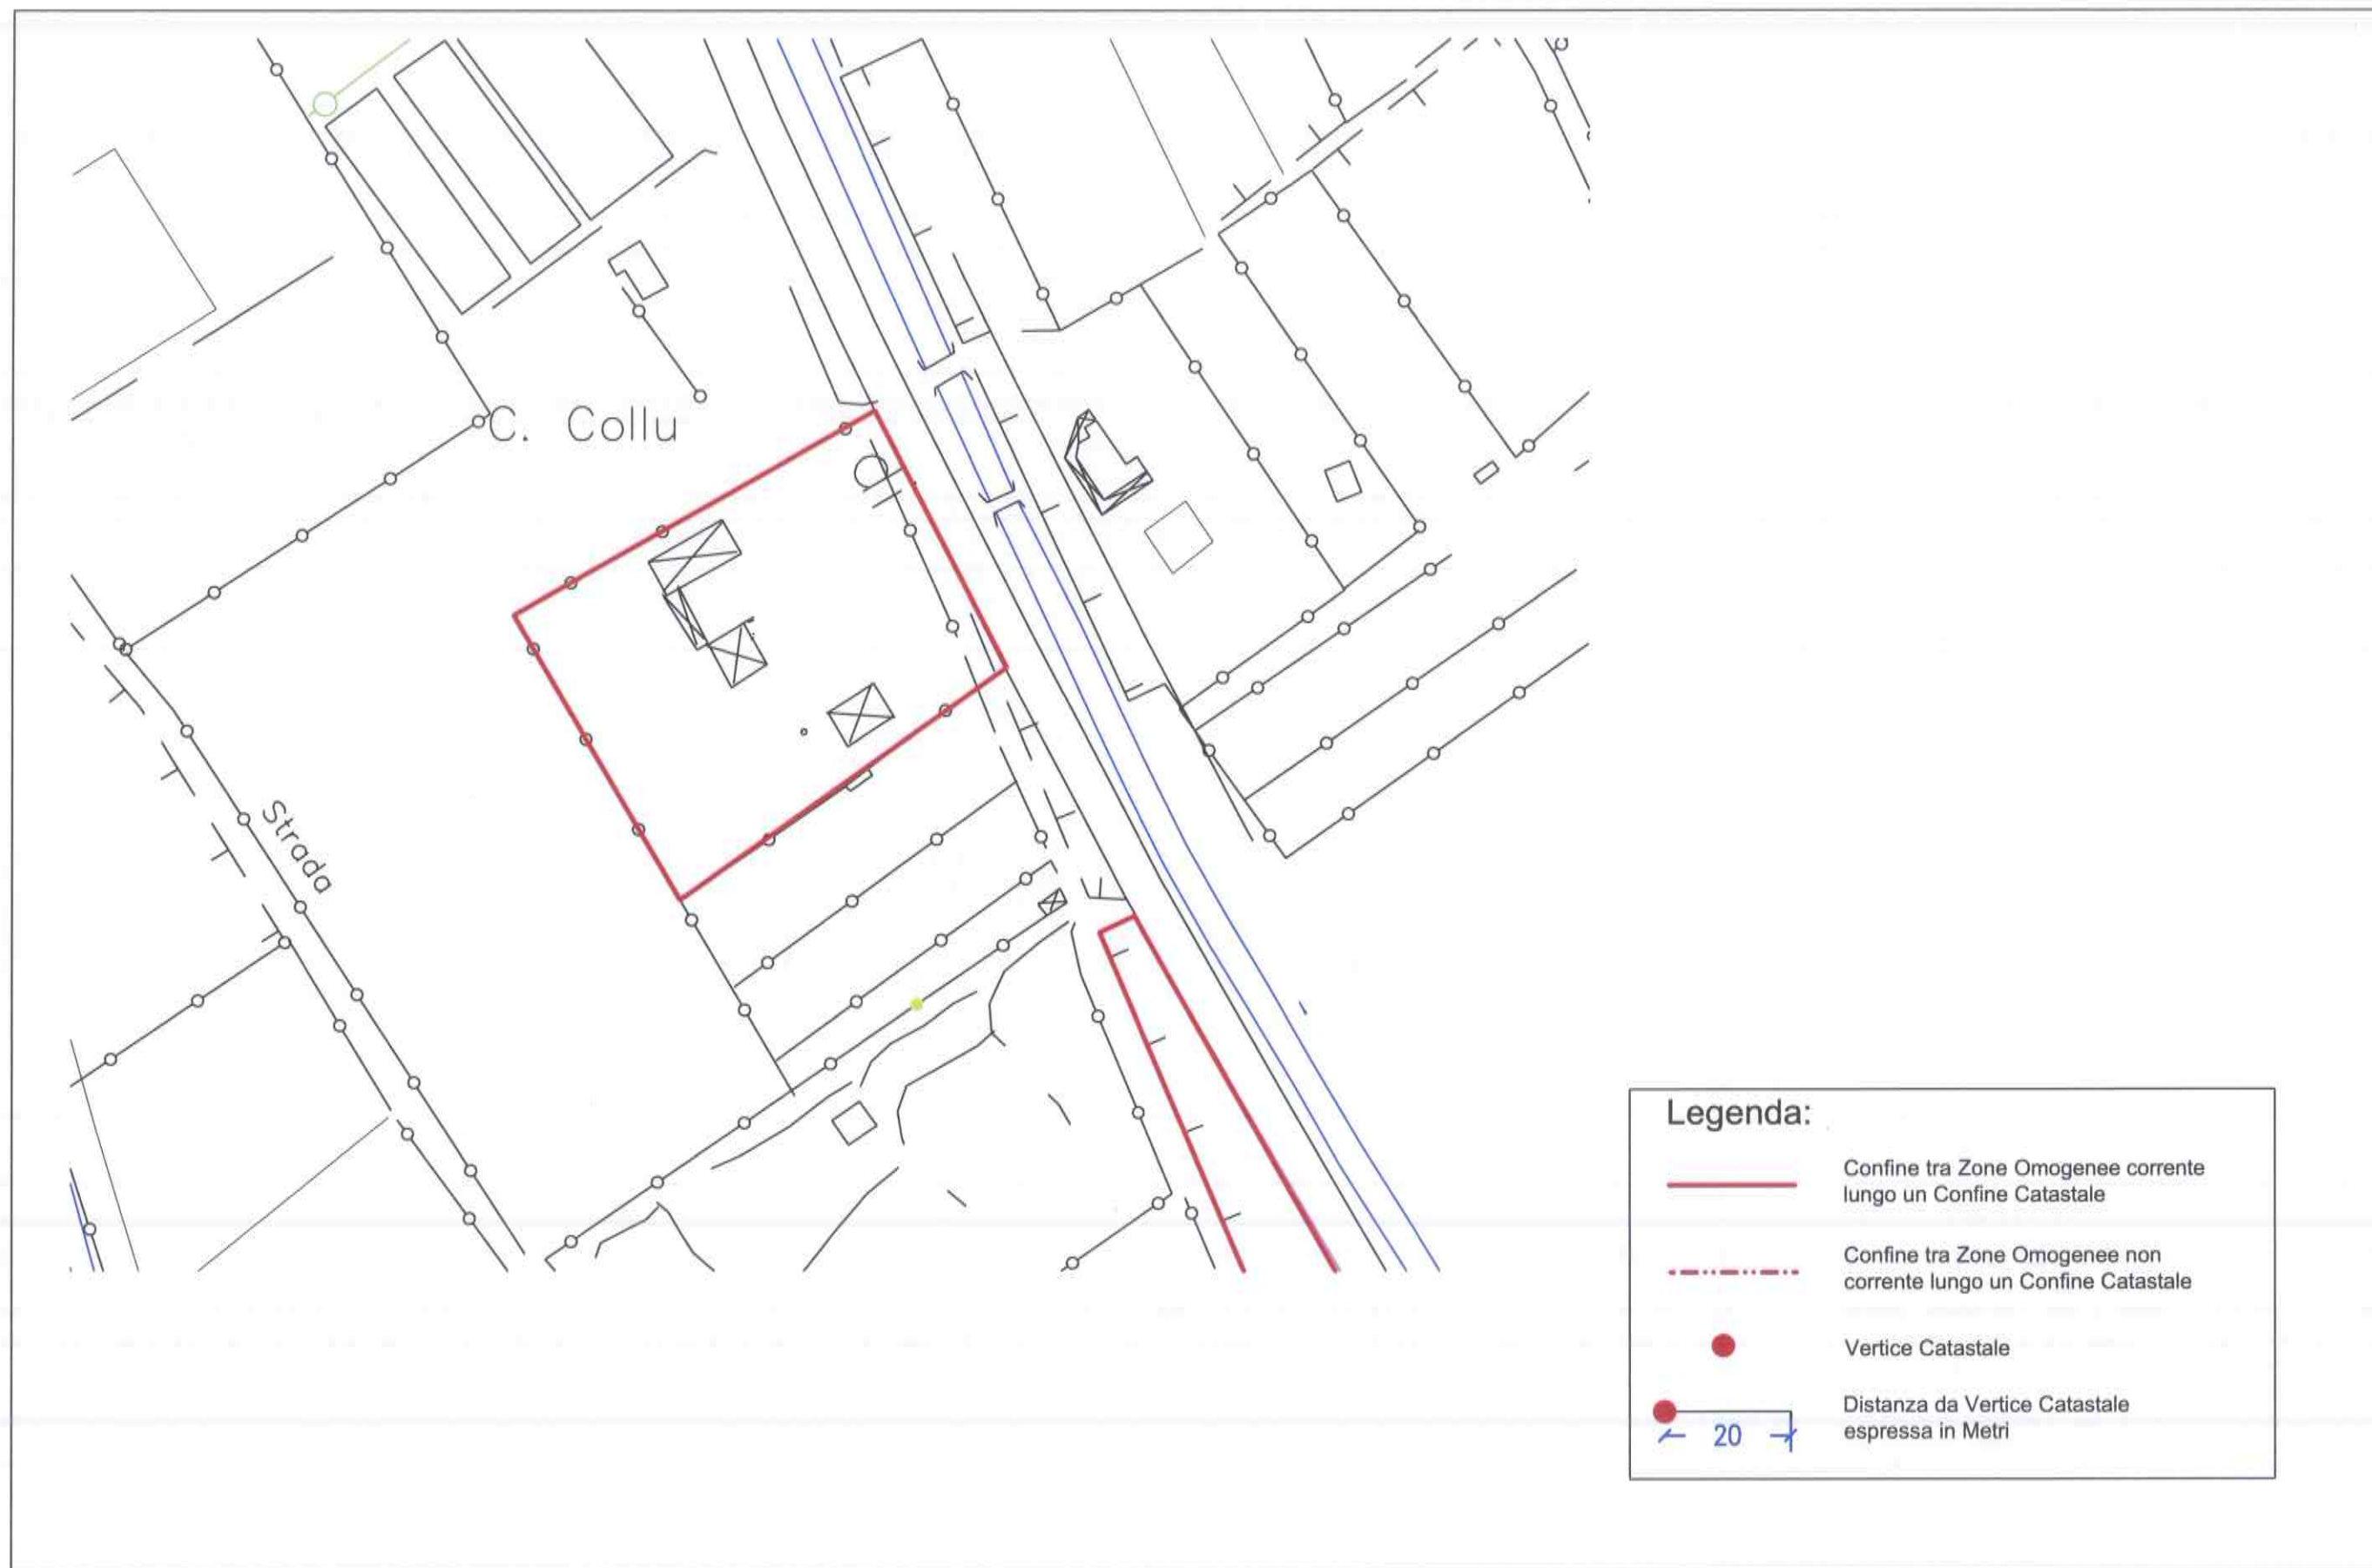 C. Collu
Strada
Legenda:
Confine tra Zone Omogenee corrente
lungo un Confine Catastale
Confine tra Zone Omogenee non
corrente lungo un Confine Catastale
Vertice Catastale
Distanza da Vertice Catastale
espressa in Metri
20